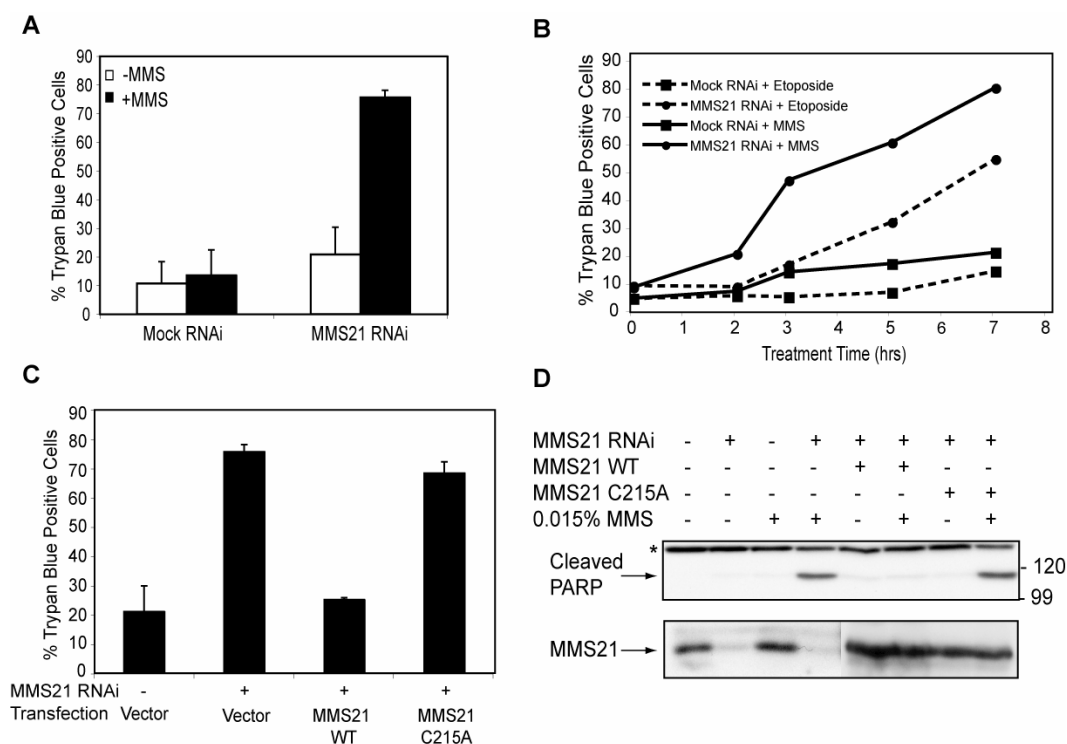 A
% Trypan Blue Positive Cells
90
80
70
60
50
40
30
20
10
0
-MMS
+MMS
Mock RNAi
MMS21 RNAi
B
% Trypan Blue Positive Cells
90
80
70
60
50
40
30
20
10
0
Mock RNAi + Etoposide
MMS21 RNAi + Etoposide
Mock RNAi + MMS
MMS21 RNAi + MMS
0 1 2 3 4 5 6 7 8
Treatment Time (hrs)
C
% Trypan Blue Positive Cells
90
80
70
60
50
40
30
20
10
0
MMS21 RNAi - + + +
Transfection Vector Vector MMS21 WT MMS21 C215A
D
MMS21 RNAi - + - + + + + +
MMS21 WT - - - - + + - -
MMS21 C215A - - - - - - + +
0.015% MMS - - + + - + - +
*
Cleaved
PARP
- 120
- 99
MMS21